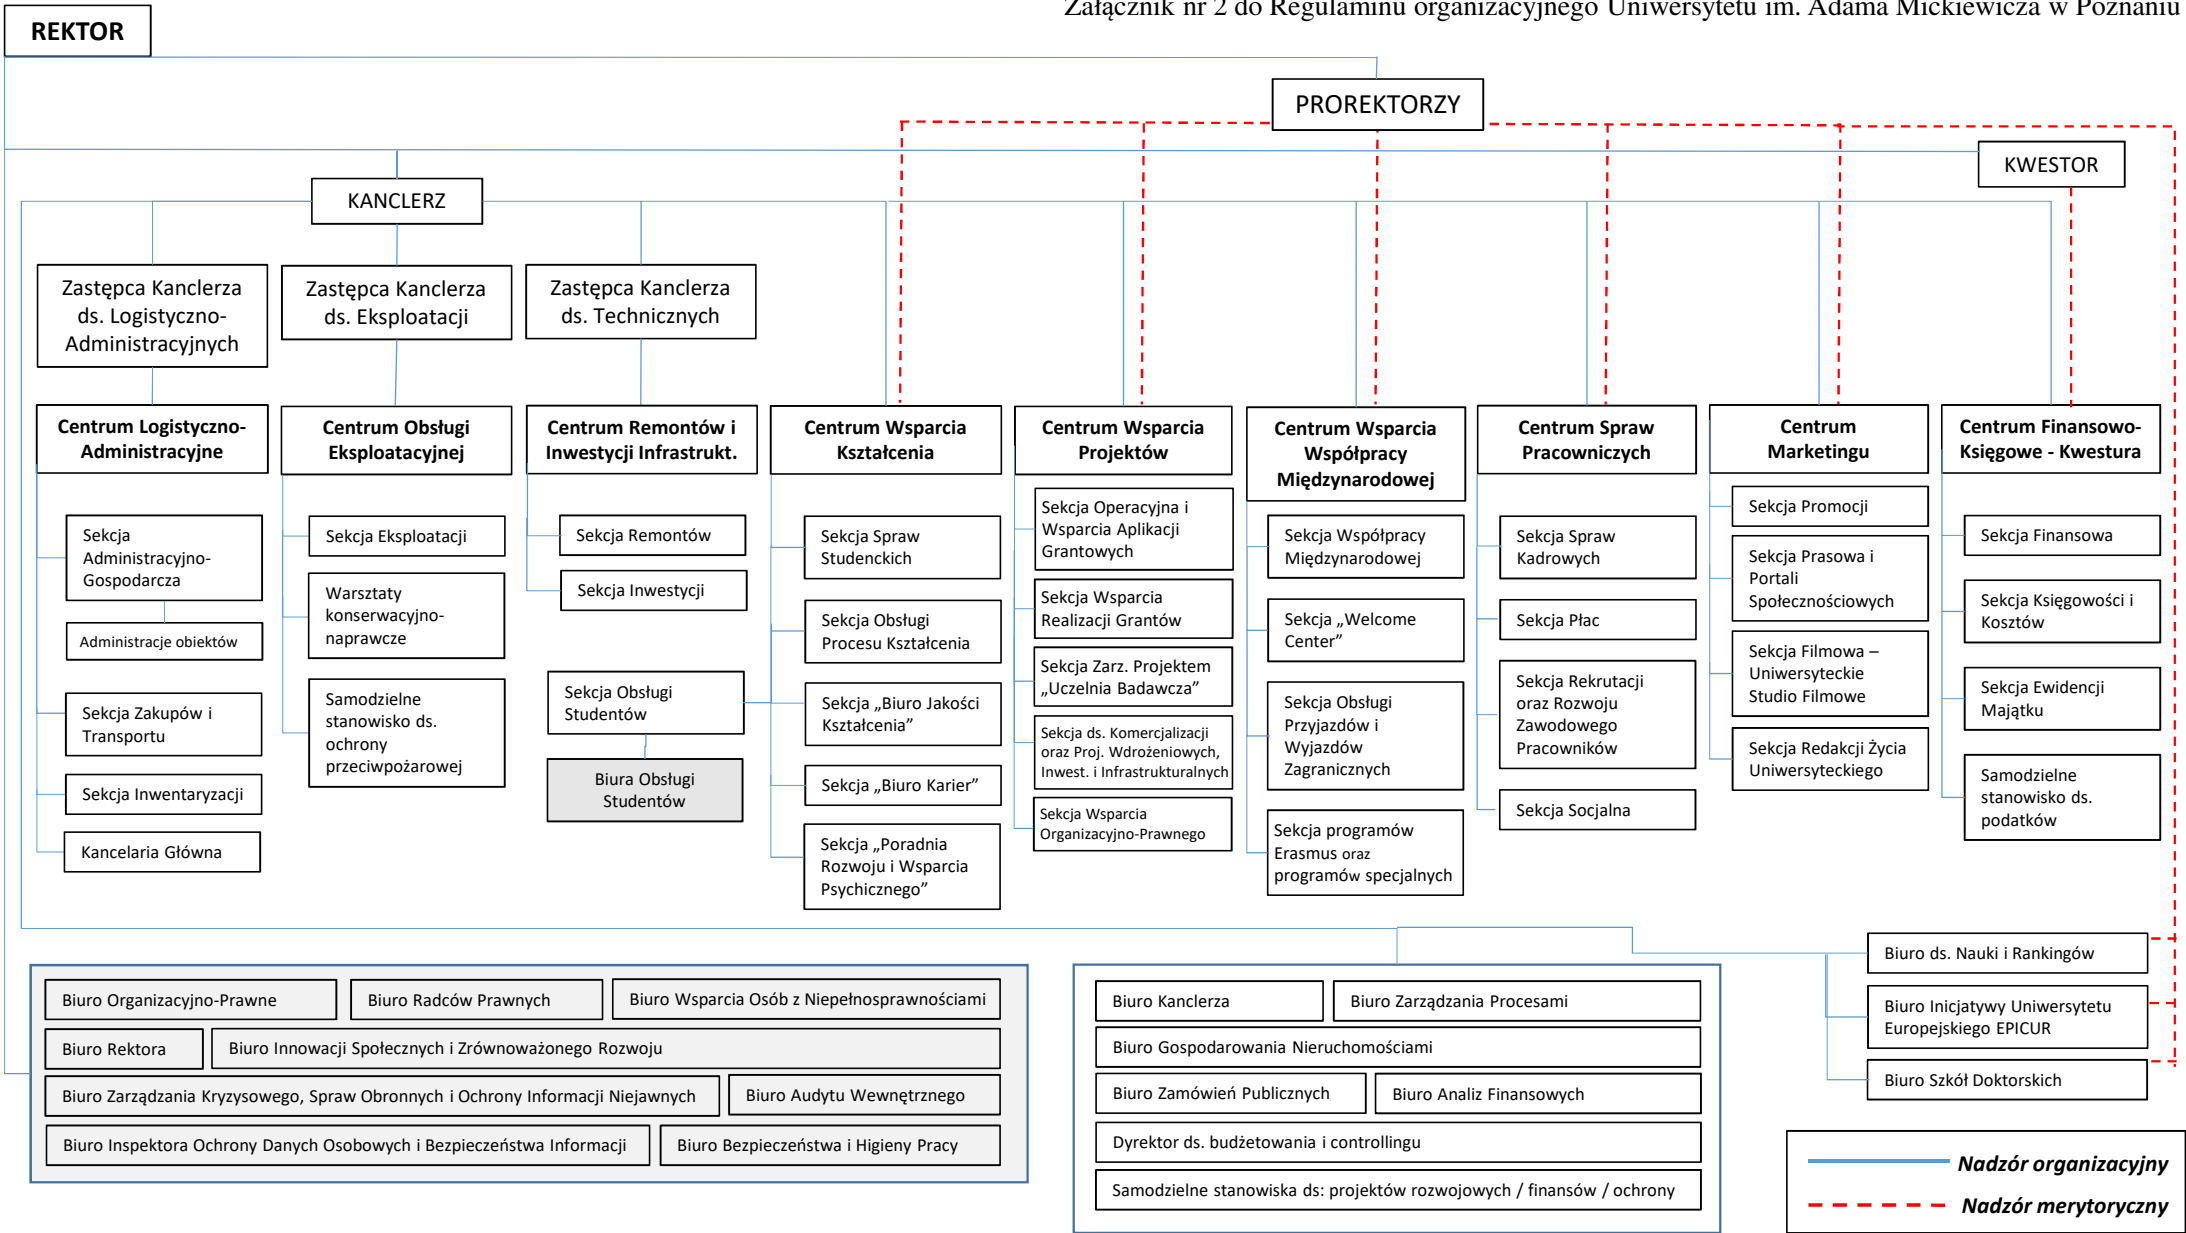 Załącznik nr 2 do Regulaminu organizacyjnego Uniwersytetu im. Adama Mickiewicza w Poznaniu
REKTOR
PROREKTORZY
KWESTOR
KANCLERZ
Zastępca Kanclerza
ds. Logistyczno-
Administracyjnych
Zastępca Kanclerza
ds. Eksploatacji
Zastępca Kanclerza
ds. Technicznych
Centrum Logistyczno-
Administracyjne
Sekcja
Administracyjno-
Gospodarcza
Administracje obiektów
Sekcja Zakupów i
Transportu
Sekcja Inwentaryzacji
Kancelaria Główna
Centrum Obsługi
Eksploatacyjnej
Sekcja Eksploatacji
Warsztaty
konserwacyjno-
naprawcze
Samodzielne
stanowisko ds.
ochrony
przeciwpożarowej
Centrum Remontów i
Inwestycji Infrastrukt.
Sekcja Remontów
Sekcja Inwestycji
Sekcja Obsługi
Studentów
Biura Obsługi
Studentów
Centrum Wsparcia
Kształcenia
Sekcja Spraw
Studenckich
Sekcja Obsługi
Procesu Kształcenia
Sekcja „Biuro Jakości
Kształcenia”
Sekcja „Biuro Karier”
Sekcja „Poradnia
Rozwoju i Wsparcia
Psychicznego”
Centrum Wsparcia
Projektów
Sekcja Operacyjna i
Wsparcia Aplikacji
Grantowych
Sekcja Wsparcia
Realizacji Grantów
Sekcja Zarz. Projektem
„Uczelnia Badawcza”
Sekcja ds. Komercjalizacji
oraz Proj. Wdrożeniowych,
Inwest. i Infrastrukturalnych
Sekcja Wsparcia
Organizacyjno-Prawnego
Centrum Wsparcia
Współpracy
Międzynarodowej
Sekcja Współpracy
Międzynarodowej
Sekcja „Welcome
Center”
Sekcja Obsługi
Przyjazdów i
Wyjazdów
Zagranicznych
Sekcja programów
Erasmus oraz
programów specjalnych
Centrum Spraw
Pracowniczych
Sekcja Spraw
Kadrowych
Sekcja Płac
Sekcja Rekrutacji
oraz Rozwoju
Zawodowego
Pracowników
Sekcja Socjalna
Centrum
Marketingu
Sekcja Promocji
Sekcja Prasowa i
Portali
Społecznościowych
Sekcja Filmowa –
Uniwersyteckie
Studio Filmowe
Sekcja Redakcji Życia
Uniwersyteckiego
Centrum Finansowo-
Księgowe - Kwestura
Sekcja Finansowa
Sekcja Księgowości i
Kosztów
Sekcja Ewidencji
Majątku
Samodzielne
stanowisko ds.
podatków
Biuro Organizacyjno-Prawne
Biuro Radców Prawnych
Biuro Wsparcia Osób z Niepełnosprawnościami
Biuro Rektora
Biuro Innowacji Społecznych i Zrównoważonego Rozwoju
Biuro Zarządzania Kryzysowego, Spraw Obronnych i Ochrony Informacji Niejawnych
Biuro Audytu Wewnętrznego
Biuro Inspektora Ochrony Danych Osobowych i Bezpieczeństwa Informacji
Biuro Bezpieczeństwa i Higieny Pracy
Biuro Kanclerza
Biuro Zarządzania Procesami
Biuro Gospodarowania Nieruchomościami
Biuro Zamówień Publicznych
Biuro Analiz Finansowych
Dyrektor ds. budżetowania i controllingu
Samodzielne stanowiska ds: projektów rozwojowych / finansów / ochrony
Biuro ds. Nauki i Rankingów
Biuro Inicjatywy Uniwersytetu
Europejskiego EPICUR
Biuro Szkół Doktorskich
Nadzór organizacyjny
Nadzór merytoryczny